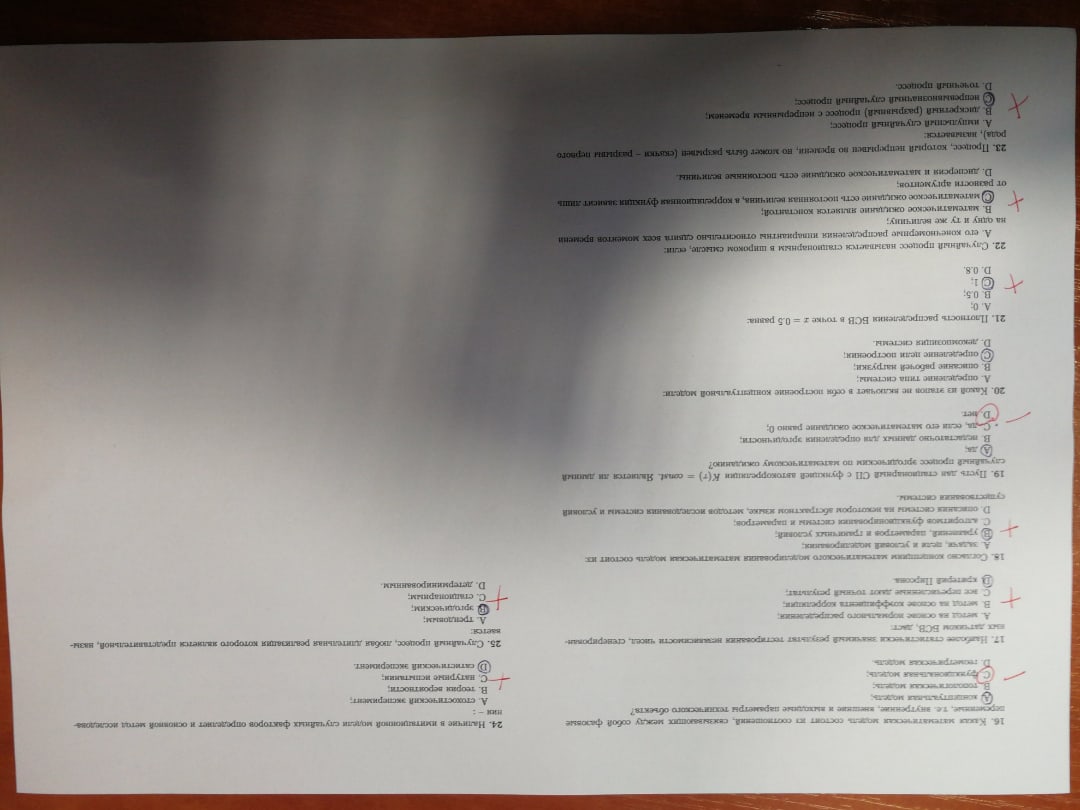 16. Какая математическая модель состоит из соотношений, связывающих между собой фазовые
переменные, т.е. внутренние, внешние и выходные параметры технического объекта?
A. концептуальная модель;
B. топологическая модель;
C. функциональная модель;
D. геометрическая модель.
17. Наиболее статистически значимый результат тестирования независимости чисел, сгенерирован-
ных датчиком БСВ, даст:
A. метод на основе нормального распределения;
B. метод на основе коэффициента корреляции;
C. все перечисленные дают точный результат;
D. критерий Пирсона.
18. Согласно концепциям математического моделирования математическая модель состоит из:
A. задачи, цели и условий моделирования;
B. уравнений, параметров и граничных условий;
C. алгоритмов функционирования системы и параметров;
D. описания системы на некотором абстрактном языке, методов исследования системы и условий
существования системы.
19. Пусть дан стационарный СП с функцией автокорреляции K(τ) = const. Является ли данный
случайный процесс эргодическим по математическому ожиданию?
A. да;
B. недостаточно данных для определения эргодичности;
C. да, если его математическое ожидание равно 0;
D. нет.
20. Какой из этапов не включает в себя построение концептуальной модели:
A. определение типа системы;
B. описание рабочей нагрузки;
C. определение цели построения;
D. декомпозиция системы.
21. Плотность распределения БСВ в точке x = 0.5 равна:
A. 0;
B. 0.5;
C. 1;
D. 0.8.
22. Случайный процесс называется стационарным в широком смысле, если:
A. его конечномерные распределения инвариантны относительно сдвига всех моментов времени
на одну и ту же величину;
B. математическое ожидание является константой;
C. математическое ожидание есть постоянная величина, а корреляционная функция зависит лишь
от разности аргументов;
D. дисперсия и математическое ожидание есть постоянные величины.
23. Процесс, который непрерывен во времени, но может быть разрывен (скачки – разрывы первого
рода), называется:
A. импульсный случайный процесс;
B. дискретный (разрывный) процесс с непрерывным временем;
C. непрерывнозначный случайный процесс;
D. точечный процесс.
24. Наличие в имитационной модели случайных факторов определяет и основной метод исследова-
ния – :
A. стохостический эксперимент;
B. теория вероятности;
C. натурные испытания;
D. сатистический эксперимент.
25. Случайный процесс, любая длительная реализация которого является представительной, назы-
вается:
A. трендовым;
B. эргодическим;
C. стационарным;
D. детерминированным.